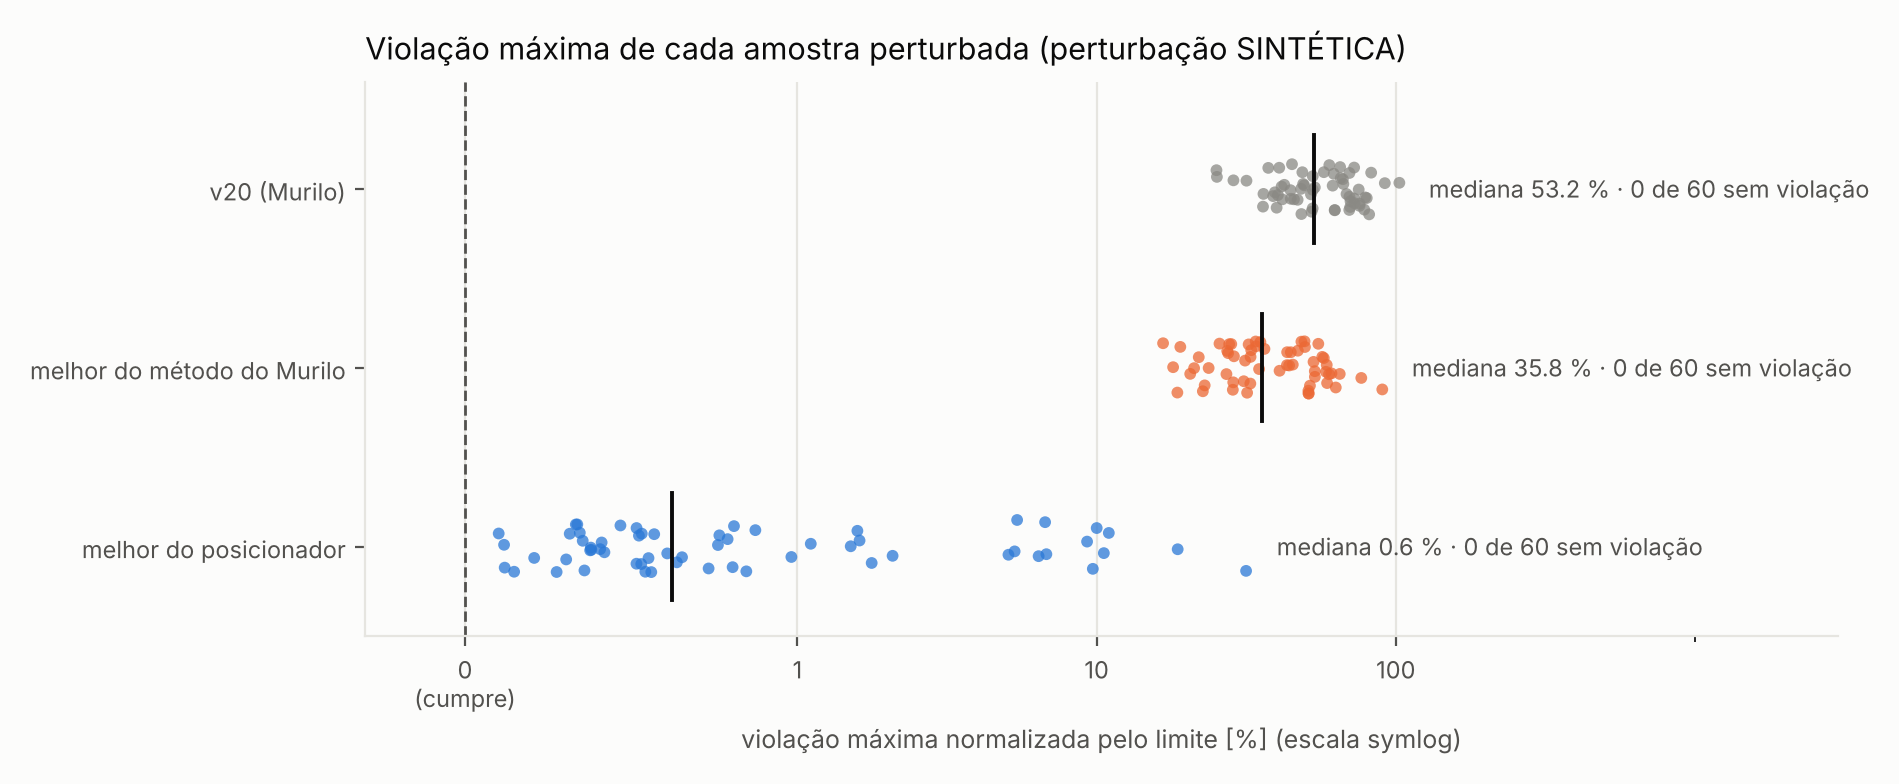 Violação máxima de cada amostra perturbada (perturbação SINTÉTICA)
v20 (Murilo)
mediana 53.2 % · 0 de 60 sem violação
melhor do método do Murilo
mediana 35.8 % · 0 de 60 sem violação
melhor do posicionador
mediana 0.6 % · 0 de 60 sem violação
0 1 10 100
(cumpre)
violação máxima normalizada pelo limite [%] (escala symlog)